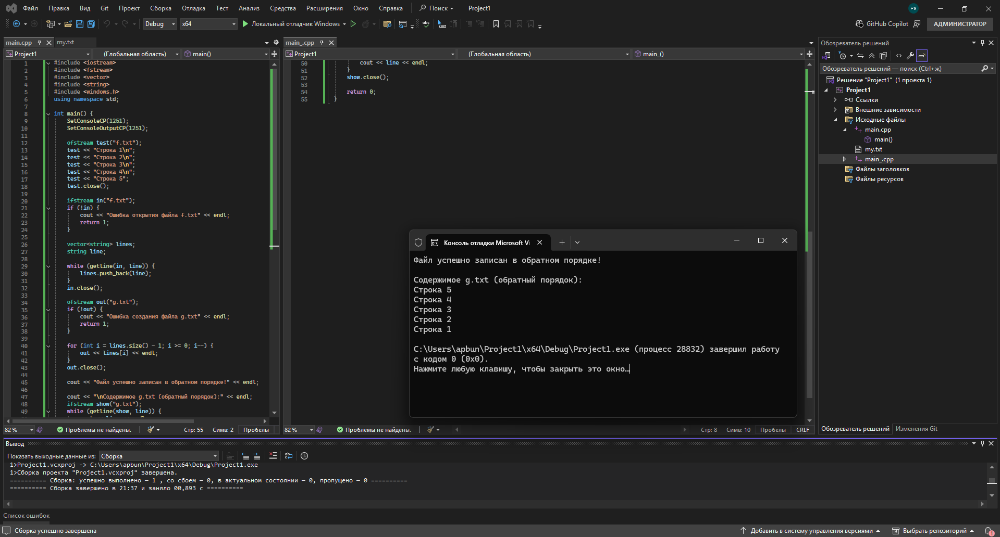 Файл Правка Вид Git Проект Сборка Отладка Тест Анализ Средства Расширения Окно Справка Поиск Project1 РВ
Debug x64 Локальный отладчик Windows GitHub Copilot АДМИНИСТРАТОР
main.cpp my.txt
Project1 (Глобальная область) main()
1 #include <iostream>
2 #include <fstream>
3 #include <vector>
4 #include <string>
5 #include <windows.h>
6 using namespace std;
7
8 int main() {
9 SetConsoleCP(1251);
10 SetConsoleOutputCP(1251);
11
12 ofstream test("f.txt");
13 test << "Строка 1\n";
14 test << "Строка 2\n";
15 test << "Строка 3\n";
16 test << "Строка 4\n";
17 test << "Строка 5";
18 test.close();
19
20 ifstream in("f.txt");
21 if (!in) {
22 cout << "Ошибка открытия файла f.txt" << endl;
23 return 1;
24 }
25
26 vector<string> lines;
27 string line;
28
29 while (getline(in, line)) {
30 lines.push_back(line);
31 }
32 in.close();
33
34 ofstream out("g.txt");
35 if (!out) {
36 cout << "Ошибка создания файла g.txt" << endl;
37 return 1;
38 }
39
40 for (int i = lines.size() - 1; i >= 0; i--) {
41 out << lines[i] << endl;
42 }
43 out.close();
44
45 cout << "Файл успешно записан в обратном порядке!" << endl;
46
47 cout << "\nСодержимое g.txt (обратный порядок):" << endl;
48 ifstream show("g.txt");
49 while (getline(show, line)) {
82 % Проблемы не найдены. Стр: 55 Симв: 2 Пробелы
main_.cpp
Project1 (Глобальная область) main_()
50 cout << line << endl;
51 }
52 show.close();
53
54 return 0;
55 }
82 % Проблемы не найдены. Стр: 8 Симв: 10 Пробелы CRLF
Консоль отладки Microsoft Vi
Файл успешно записан в обратном порядке!
Содержимое g.txt (обратный порядок):
Строка 5
Строка 4
Строка 3
Строка 2
Строка 1
C:\Users\apbun\Project1\x64\Debug\Project1.exe (процесс 28832) завершил работу
с кодом 0 (0x0).
Нажмите любую клавишу, чтобы закрыть это окно…
Обозреватель решений
Обозреватель решений — поиск (Ctrl+ж)
Решение "Project1" (1 проекта 1)
Project1
Ссылки
Внешние зависимости
Исходные файлы
main.cpp
main()
my.txt
main_.cpp
Файлы заголовков
Файлы ресурсов
Обозреватель решений Изменения Git
Вывод
Показать выходные данные из: Сборка
1>Project1.vcxproj -> C:\Users\apbun\Project1\x64\Debug\Project1.exe
1>Сборка проекта "Project1.vcxproj" завершена.
========== Сборка: успешно выполнено — 1 , со сбоем — 0, в актуальном состоянии — 0, пропущено — 0 ==========
========== Сборка завершено в 21:37 и заняло 00,893 с ==========
Список ошибок
Сборка успешно завершена Добавить в систему управления версиями Выбрать репозиторий 1